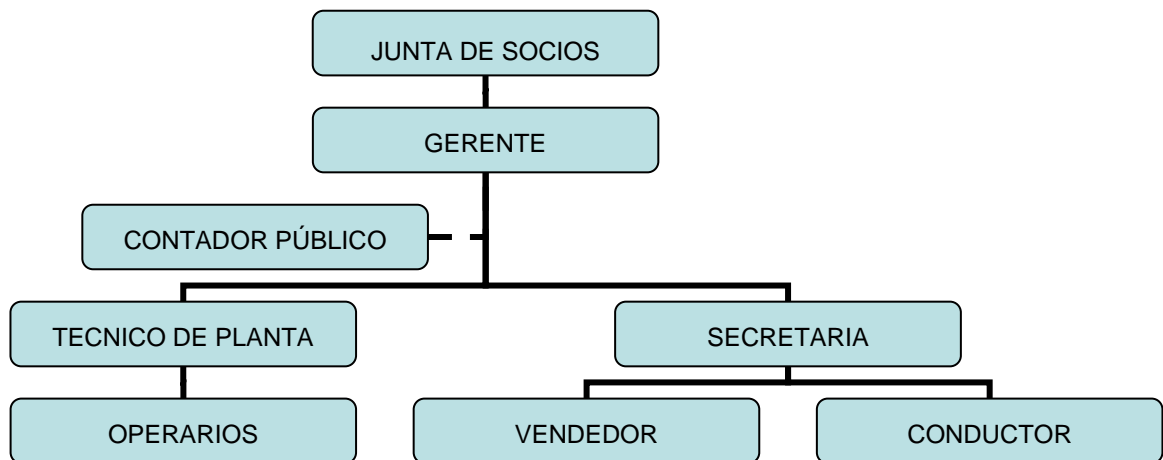 JUNTA DE SOCIOS
GERENTE
CONTADOR PÚBLICO
TECNICO DE PLANTA
SECRETARIA
OPERARIOS
VENDEDOR
CONDUCTOR